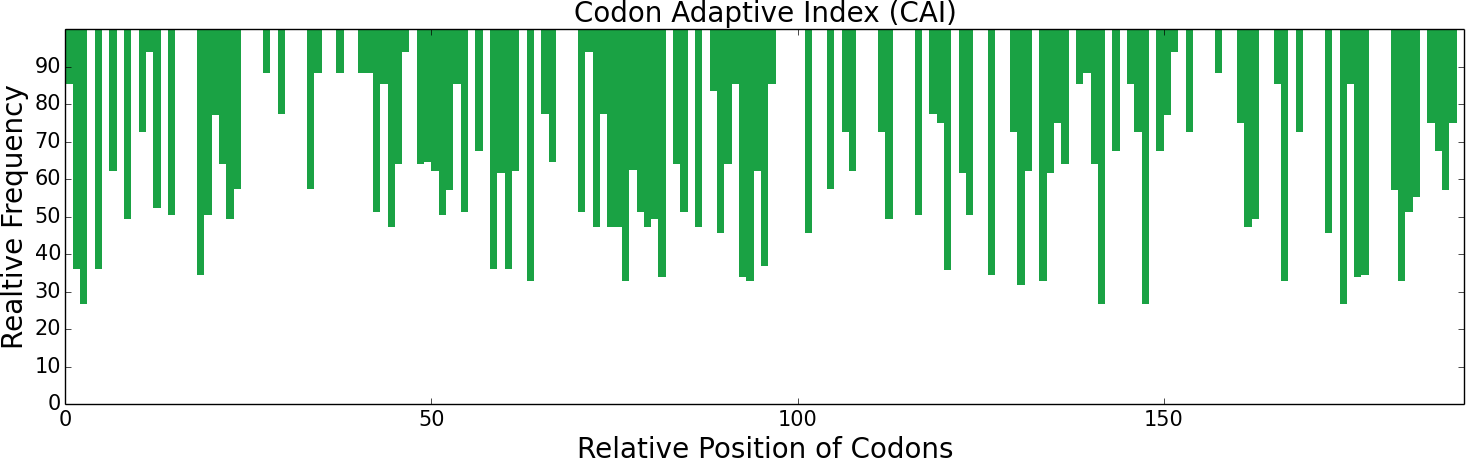 Codon Adaptive Index (CAI)
Realtive Frequency
90
80
70
60
50
40
30
20
10
0
0 50 100 150
Relative Position of Codons